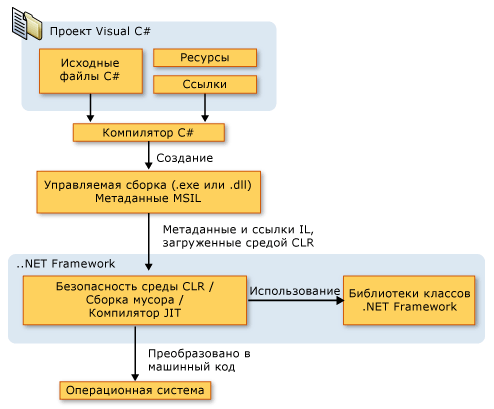 Проект Visual C#
Исходные
файлы C#
Ресурсы
Ссылки
Компилятор C#
Создание
Управляемая сборка (.exe или .dll)
Метаданные MSIL
Метаданные и ссылки IL,
загруженные средой CLR
..NET Framework
Безопасность среды CLR /
Сборка мусора /
Компилятор JIT
Использование
Библиотеки классов
.NET Framework
Преобразовано в
машинный код
Операционная система